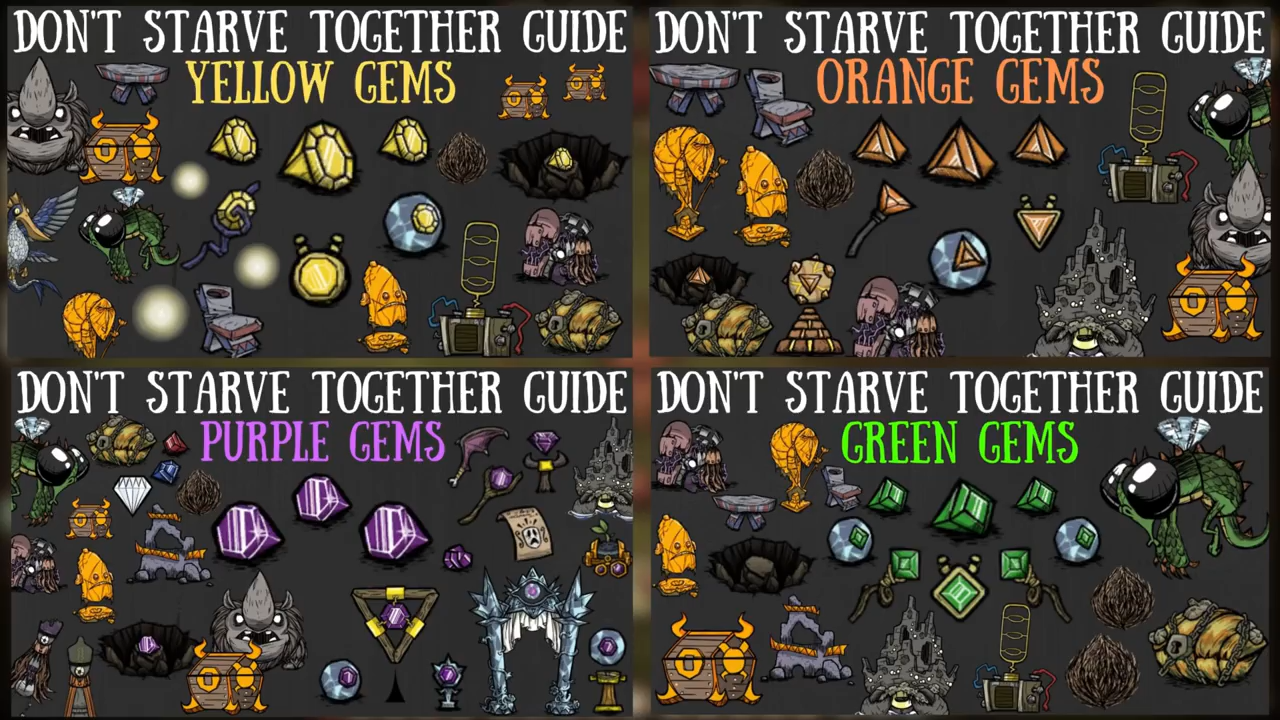 DON'T STARVE TOGETHER GUIDE
YELLOW GEMS
DON'T STARVE TOGETHER GUIDE
ORANGE GEMS
DON'T STARVE TOGETHER GUIDE
PURPLE GEMS
DON'T STARVE TOGETHER GUIDE
GREEN GEMS